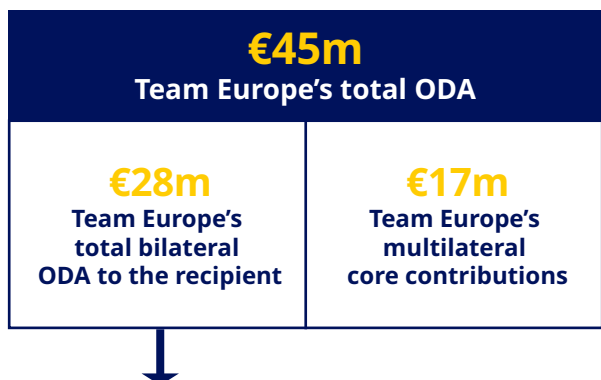 €45m
Team Europe’s total ODA
€28m
Team Europe’s
total bilateral
ODA to the recipient
€17m
Team Europe’s
multilateral
core contributions